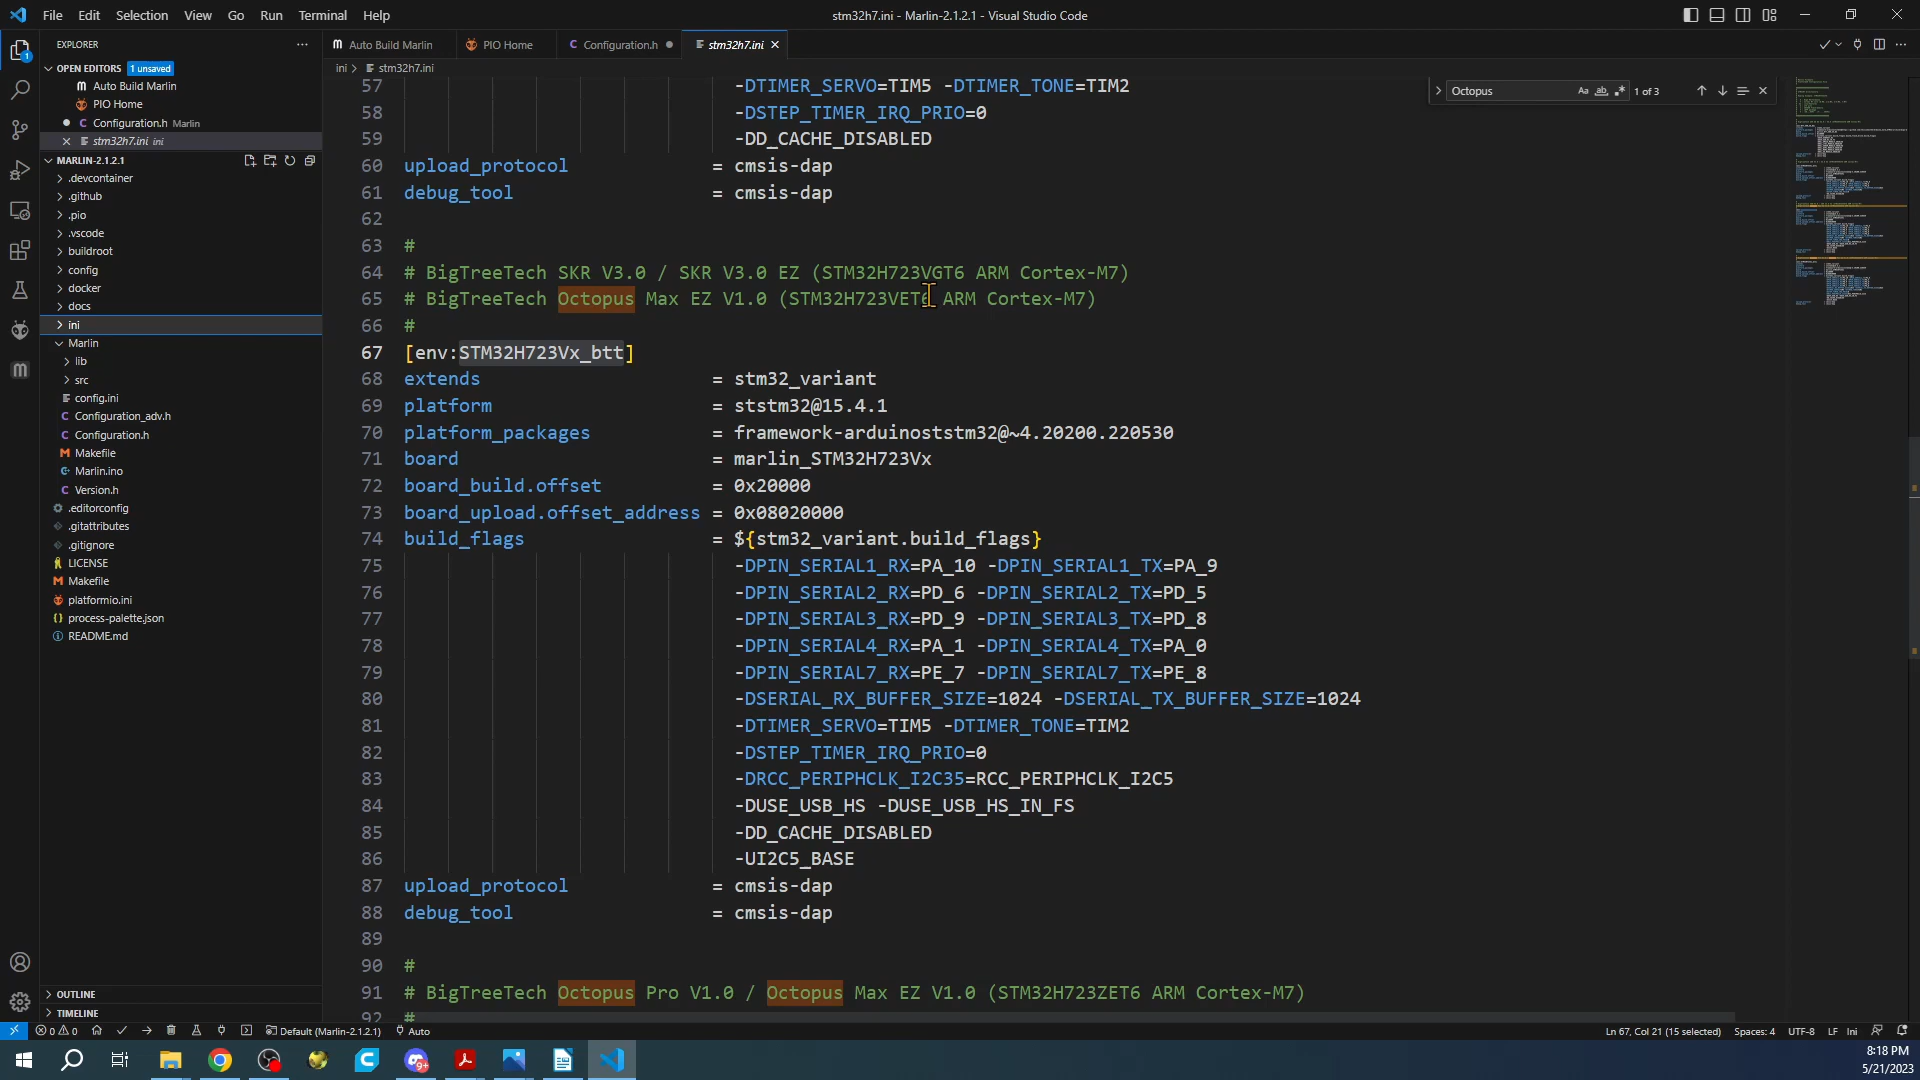 File Edit Selection View Go Run Terminal Help
stm32h7.ini - Marlin-2.1.2.1 - Visual Studio Code
EXPLORER
OPEN EDITORS 1 unsaved
Auto Build Marlin
PIO Home
Configuration.h Marlin
stm32h7.ini ini
MARLIN-2.1.2.1
.devcontainer
.github
.pio
.vscode
buildroot
config
docker
docs
ini
Marlin
lib
src
config.ini
Configuration_adv.h
Configuration.h
Makefile
Marlin.ino
Version.h
.editorconfig
.gitattributes
.gitignore
LICENSE
Makefile
platformio.ini
process-palette.json
README.md
OUTLINE
TIMELINE
Auto Build Marlin PIO Home Configuration.h stm32h7.ini
ini > stm32h7.ini
Octopus Aa ab 1 of 3
57 -DTIMER_SERVO=TIM5 -DTIMER_TONE=TIM2
58 -DSTEP_TIMER_IRQ_PRIO=0
59 -DD_CACHE_DISABLED
60 upload_protocol = cmsis-dap
61 debug_tool = cmsis-dap
62
63 #
64 # BigTreeTech SKR V3.0 / SKR V3.0 EZ (STM32H723VGT6 ARM Cortex-M7)
65 # BigTreeTech Octopus Max EZ V1.0 (STM32H723VET6 ARM Cortex-M7)
66 #
67 [env:STM32H723Vx_btt]
68 extends = stm32_variant
69 platform = ststm32@15.4.1
70 platform_packages = framework-arduinoststm32@~4.20200.220530
71 board = marlin_STM32H723Vx
72 board_build.offset = 0x20000
73 board_upload.offset_address = 0x08020000
74 build_flags = ${stm32_variant.build_flags}
75 -DPIN_SERIAL1_RX=PA_10 -DPIN_SERIAL1_TX=PA_9
76 -DPIN_SERIAL2_RX=PD_6 -DPIN_SERIAL2_TX=PD_5
77 -DPIN_SERIAL3_RX=PD_9 -DPIN_SERIAL3_TX=PD_8
78 -DPIN_SERIAL4_RX=PA_1 -DPIN_SERIAL4_TX=PA_0
79 -DPIN_SERIAL7_RX=PE_7 -DPIN_SERIAL7_TX=PE_8
80 -DSERIAL_RX_BUFFER_SIZE=1024 -DSERIAL_TX_BUFFER_SIZE=1024
81 -DTIMER_SERVO=TIM5 -DTIMER_TONE=TIM2
82 -DSTEP_TIMER_IRQ_PRIO=0
83 -DRCC_PERIPHCLK_I2C35=RCC_PERIPHCLK_I2C5
84 -DUSE_USB_HS -DUSE_USB_HS_IN_FS
85 -DD_CACHE_DISABLED
86 -UI2C5_BASE
87 upload_protocol = cmsis-dap
88 debug_tool = cmsis-dap
89
90 #
91 # BigTreeTech Octopus Pro V1.0 / Octopus Max EZ V1.0 (STM32H723ZET6 ARM Cortex-M7)
92 #
0 0 Default (Marlin-2.1.2.1) Auto
Ln 67, Col 21 (15 selected) Spaces: 4 UTF-8 LF Ini
8:18 PM
5/21/2023